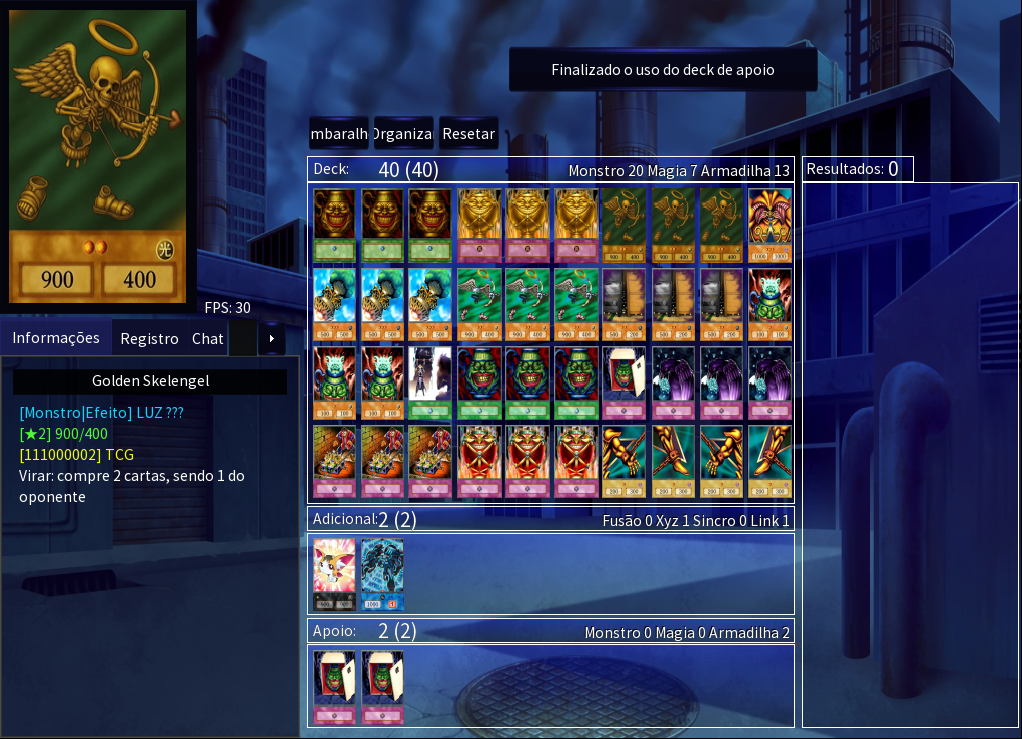 900 400
FPS: 30
Informações Registro Chat
Golden Skelengel
[Monstro|Efeito] LUZ ???
[★2] 900/400
[111000002] TCG
Virar: compre 2 cartas, sendo 1 do
oponente
Finalizado o uso do deck de apoio
mbaralh Organiza Resetar
Deck: 40 (40) Monstro 20 Magia 7 Armadilha 13
Resultados: 0
Adicional: 2 (2) Fusão 0 Xyz 1 Sincro 0 Link 1
Apoio: 2 (2) Monstro 0 Magia 0 Armadilha 2